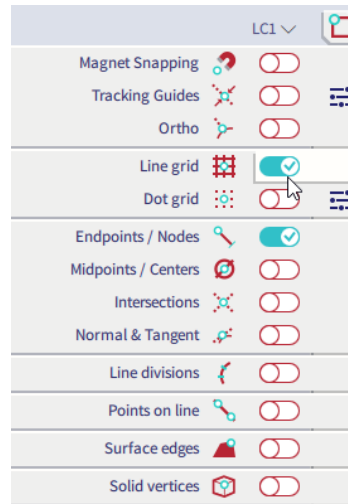 LC1
Magnet Snapping
Tracking Guides
Ortho
Line grid
Dot grid
Endpoints / Nodes
Midpoints / Centers
Intersections
Normal & Tangent
Line divisions
Points on line
Surface edges
Solid vertices